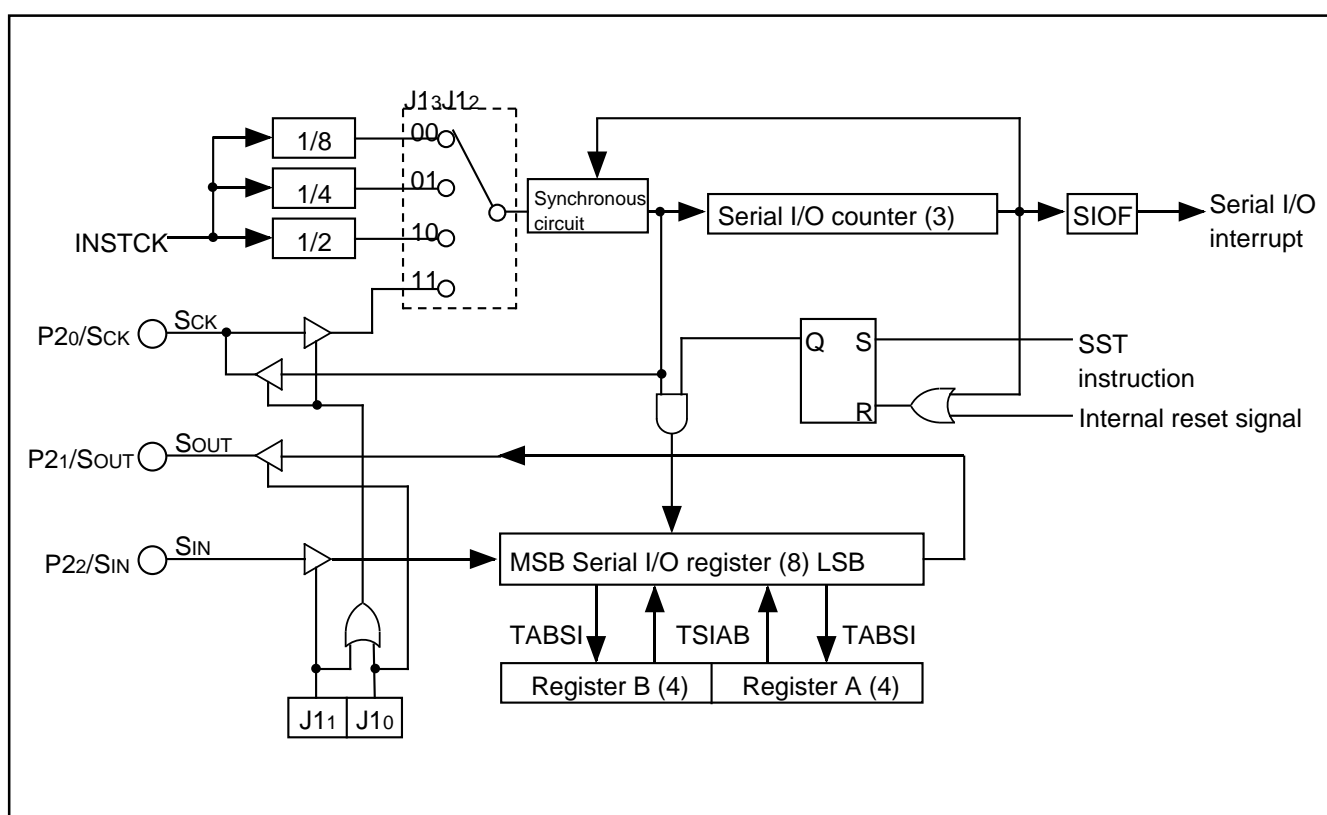 J13J12
00
1/8
01
1/4
10
1/2
11
INSTCK
Synchronous
circuit
Serial I/O counter (3)
SIOF
Serial I/O
interrupt
P20/SCK
SCK
Q
S
R
SST
instruction
Internal reset signal
P21/SOUT
SOUT
P22/SIN
SIN
MSB Serial I/O register (8) LSB
TABSI
TSIAB
TABSI
Register B (4)
Register A (4)
J11
J10